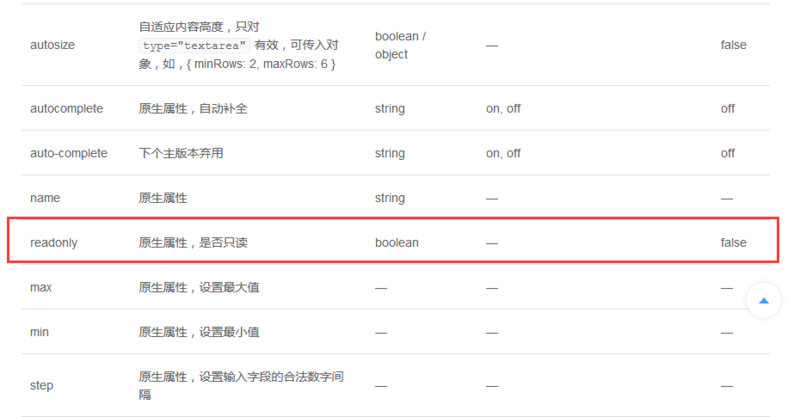 autosize 自适应内容高度，只对 type="textarea" 有效，可传入对象，如，{ minRows: 2, maxRows: 6 } boolean / object — false
autocomplete 原生属性，自动补全 string on, off off
auto-complete 下个主版本弃用 string on, off off
name 原生属性 string — —
readonly 原生属性，是否只读 boolean — false
max 原生属性，设置最大值 — — —
min 原生属性，设置最小值 — — —
step 原生属性，设置输入字段的合法数字间隔 — — —